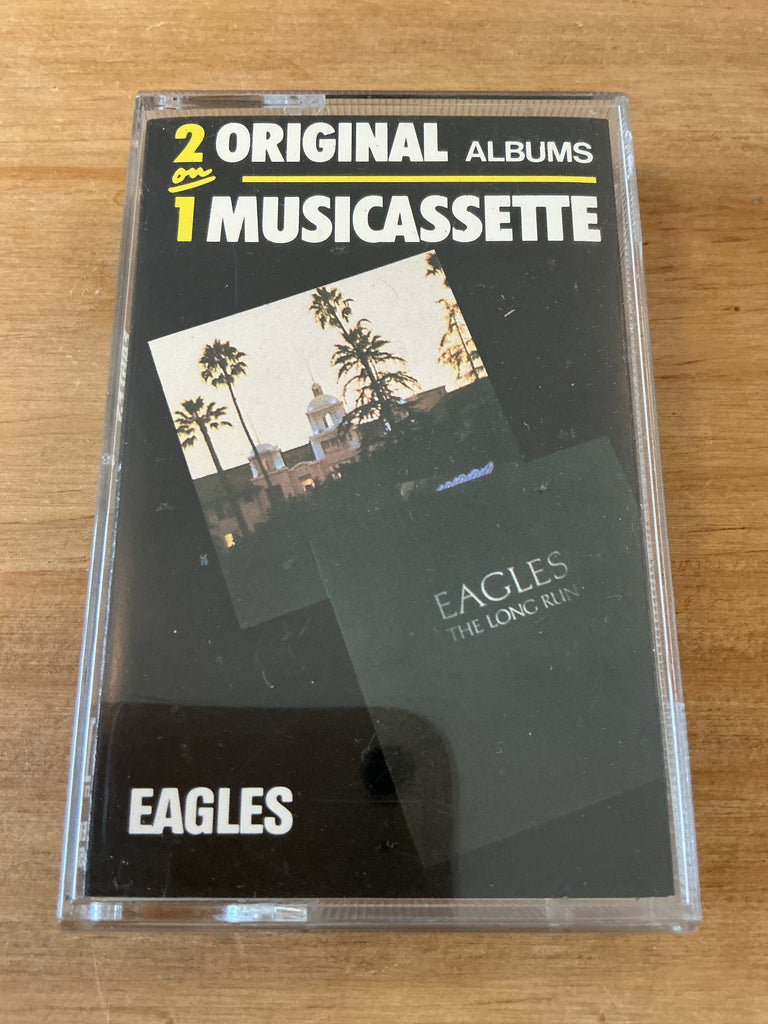 2 ORIGINAL ALBUMS
on
1 MUSICASSETTE
EAGLES
THE LONG RUN
EAGLES